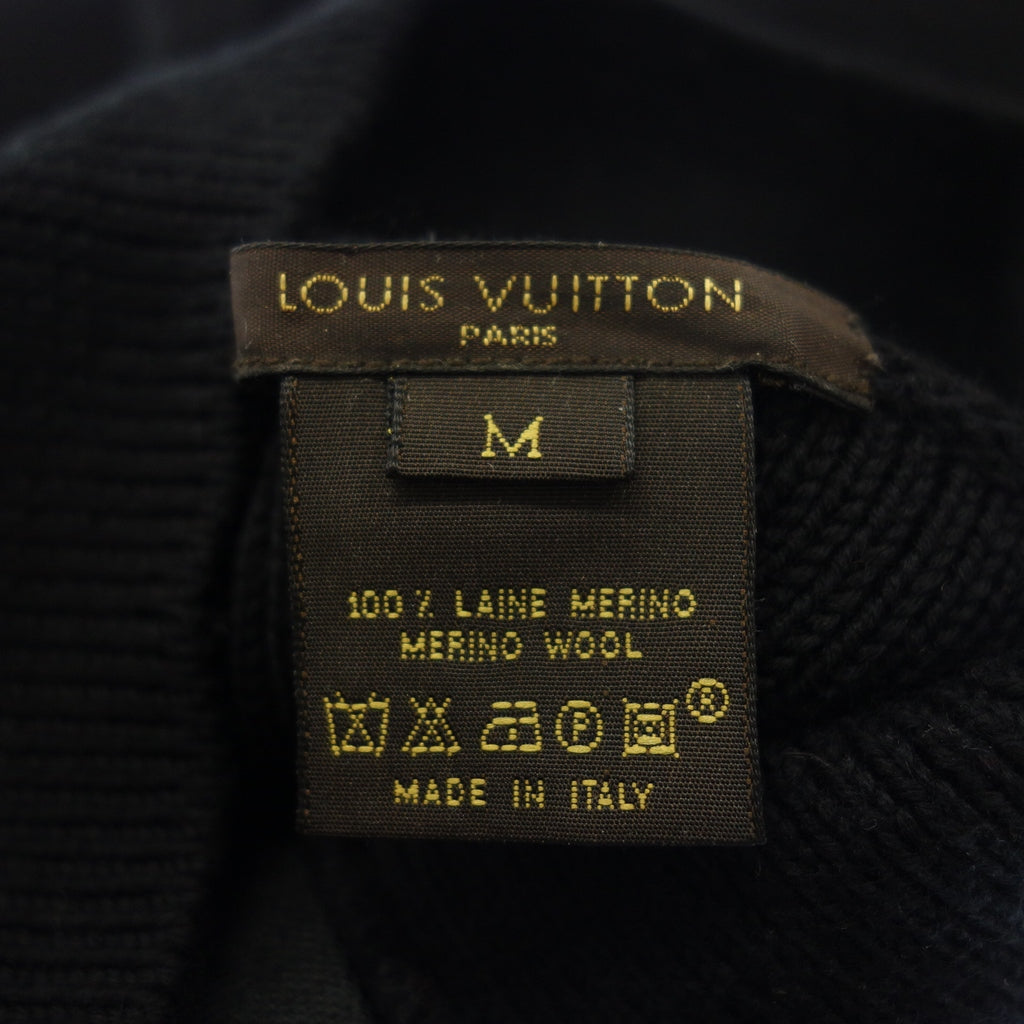 LOUIS VUITTON
PARIS
M
100 % LAINE MERINO
MERINO WOOL
P ®
MADE IN ITALY